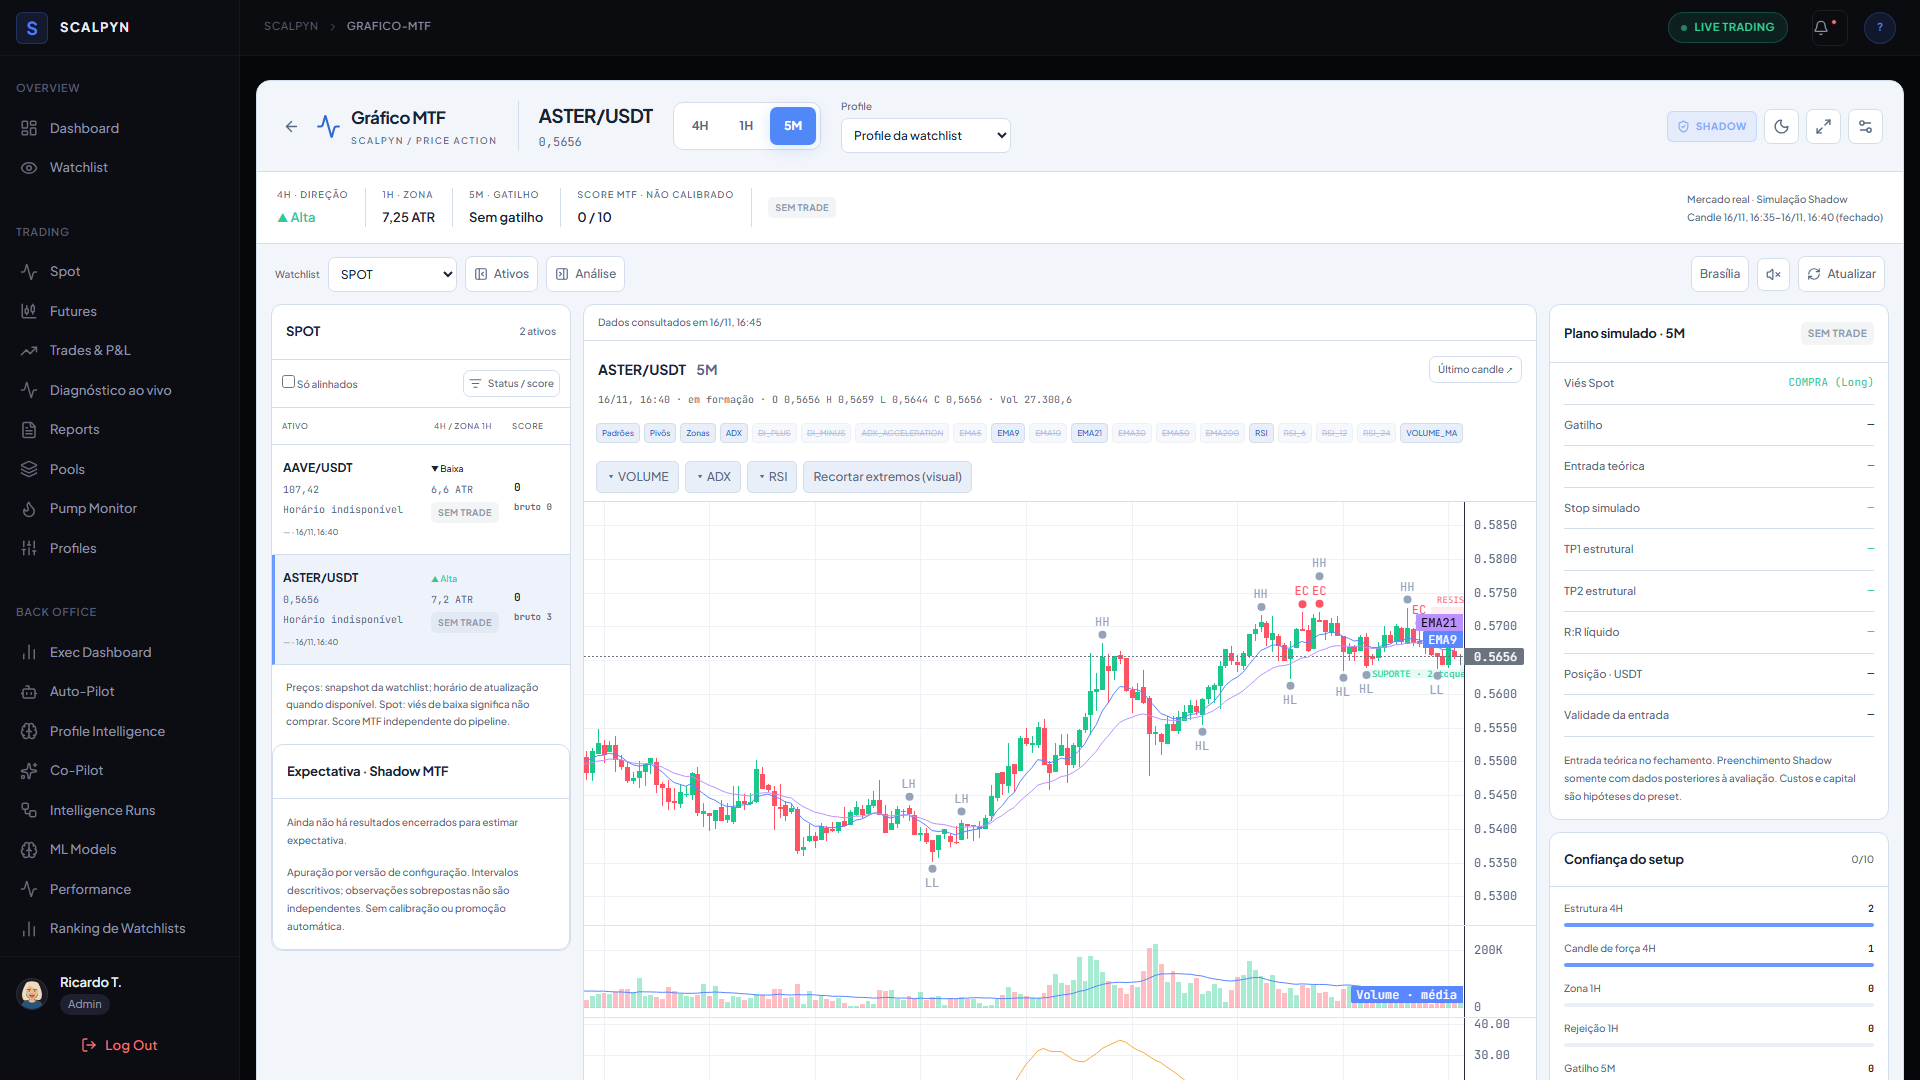 S SCALPYN
SCALPYN > GRAFICO-MTF
LIVE TRADING
?
OVERVIEW
Dashboard
Watchlist
TRADING
Spot
Futures
Trades & P&L
Diagnóstico ao vivo
Reports
Pools
Pump Monitor
Profiles
BACK OFFICE
Exec Dashboard
Auto-Pilot
Profile Intelligence
Co-Pilot
Intelligence Runs
ML Models
Performance
Ranking de Watchlists
Ricardo T.
Admin
Log Out
Gráfico MTF
SCALPYN / PRICE ACTION
ASTER/USDT
0,5656
4H 1H 5M
Profile
Profile da watchlist
SHADOW
4H · DIREÇÃO
▲ Alta
1H · ZONA
7,25 ATR
5M · GATILHO
Sem gatilho
SCORE MTF · NÃO CALIBRADO
0 / 10
SEM TRADE
Mercado real · Simulação Shadow
Candle 16/11, 16:35–16/11, 16:40 (fechado)
Watchlist SPOT Ativos Análise
Brasília Atualizar
SPOT 2 ativos
Só alinhados Status / score
ATIVO 4H / ZONA 1H SCORE
AAVE/USDT ▼ Baixa 0
107,42 6,6 ATR bruto 0
Horário indisponível SEM TRADE
— · 16/11, 16:40
ASTER/USDT ▲ Alta 0
0,5656 7,2 ATR bruto 3
Horário indisponível SEM TRADE
— · 16/11, 16:40
Preços: snapshot da watchlist; horário de atualização
quando disponível. Spot: viés de baixa significa não
comprar. Score MTF independente do pipeline.
Expectativa · Shadow MTF
Ainda não há resultados encerrados para estimar
expectativa.
Apuração por versão de configuração. Intervalos
descritivos; observações sobrepostas não são
independentes. Sem calibração ou promoção
automática.
Dados consultados em 16/11, 16:45
ASTER/USDT 5M
Último candle ↗
16/11, 16:40 · em formação · O 0,5656 H 0,5659 L 0,5644 C 0,5656 · Vol 27.300,6
Padrões Pivôs Zonas ADX DI_PLUS DI_MINUS ADX_ACCELERATION EMA5 EMA9 EMA10 EMA21 EMA30 EMA50 EMA200 RSI RSI_6 RSI_12 RSI_24 VOLUME_MA
▾ VOLUME ▾ ADX ▾ RSI Recortar extremos (visual)
0.5850
0.5800
0.5750
0.5700
0.5656
0.5600
0.5550
0.5500
0.5450
0.5400
0.5350
0.5300
HH
HH EC EC HH
HH
EC
RESIS
EMA21
EMA9
SUPORTE · 2 toque
HL HL HL LL
HL
LH LH
LL
200K
Volume · média
0
40.00
30.00
Plano simulado · 5M SEM TRADE
Viés Spot COMPRA (Long)
Gatilho —
Entrada teórica —
Stop simulado —
TP1 estrutural —
TP2 estrutural —
R:R líquido —
Posição · USDT —
Validade da entrada —
Entrada teórica no fechamento. Preenchimento Shadow
somente com dados posteriores à avaliação. Custos e capital
são hipóteses do preset.
Confiança do setup 0/10
Estrutura 4H 2
Candle de força 4H 1
Zona 1H 0
Rejeição 1H 0
Gatilho 5M 0